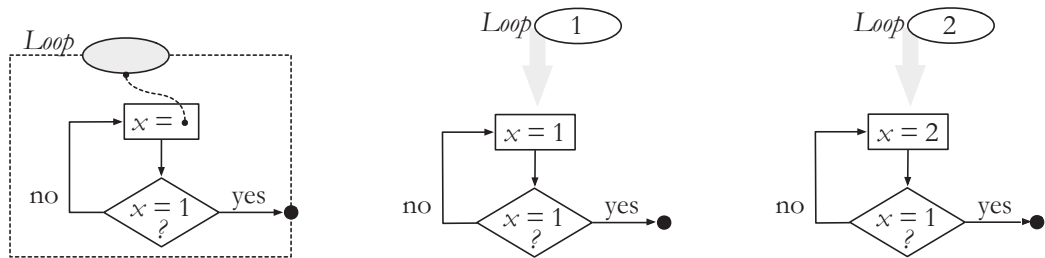 Loop
x =
x = 1
?
no
yes
Loop 1
x = 1
x = 1
?
no
yes
Loop 2
x = 2
x = 1
?
no
yes